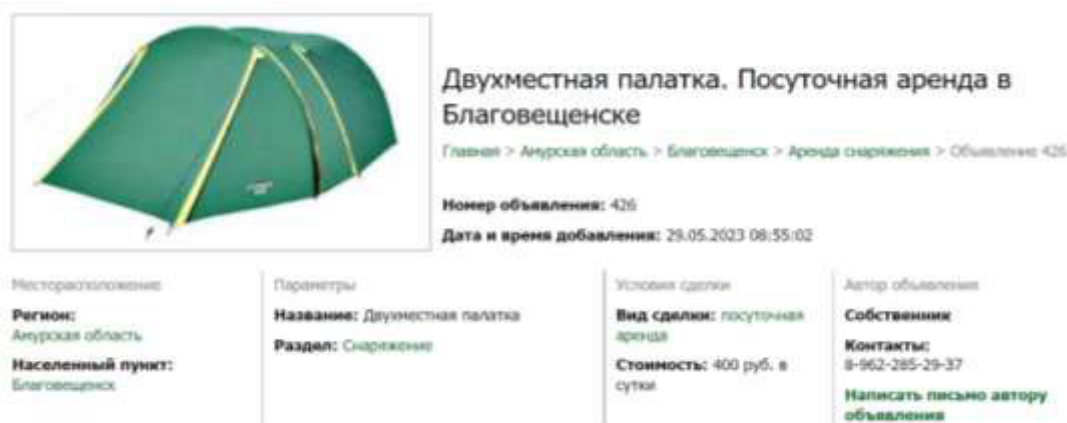 Двухместная палатка. Посуточная аренда в
Благовещенске
Главная > Амурская область > Благовещенск > Аренда снаряжения > Объявление 426
Номер объявления: 426
Дата и время добавления: 29.05.2023 08:55:02
Месторасположение
Регион:
Амурская область
Населенный пункт:
Благовещенск
Параметры
Название: Двухместная палатка
Раздел: Снаряжение
Условия сделки
Вид сделки: посуточная
аренда
Стоимость: 400 руб. в
сутки
Автор объявления
Собственник
Контакты:
8-962-285-29-37
Написать письмо автору
объявления